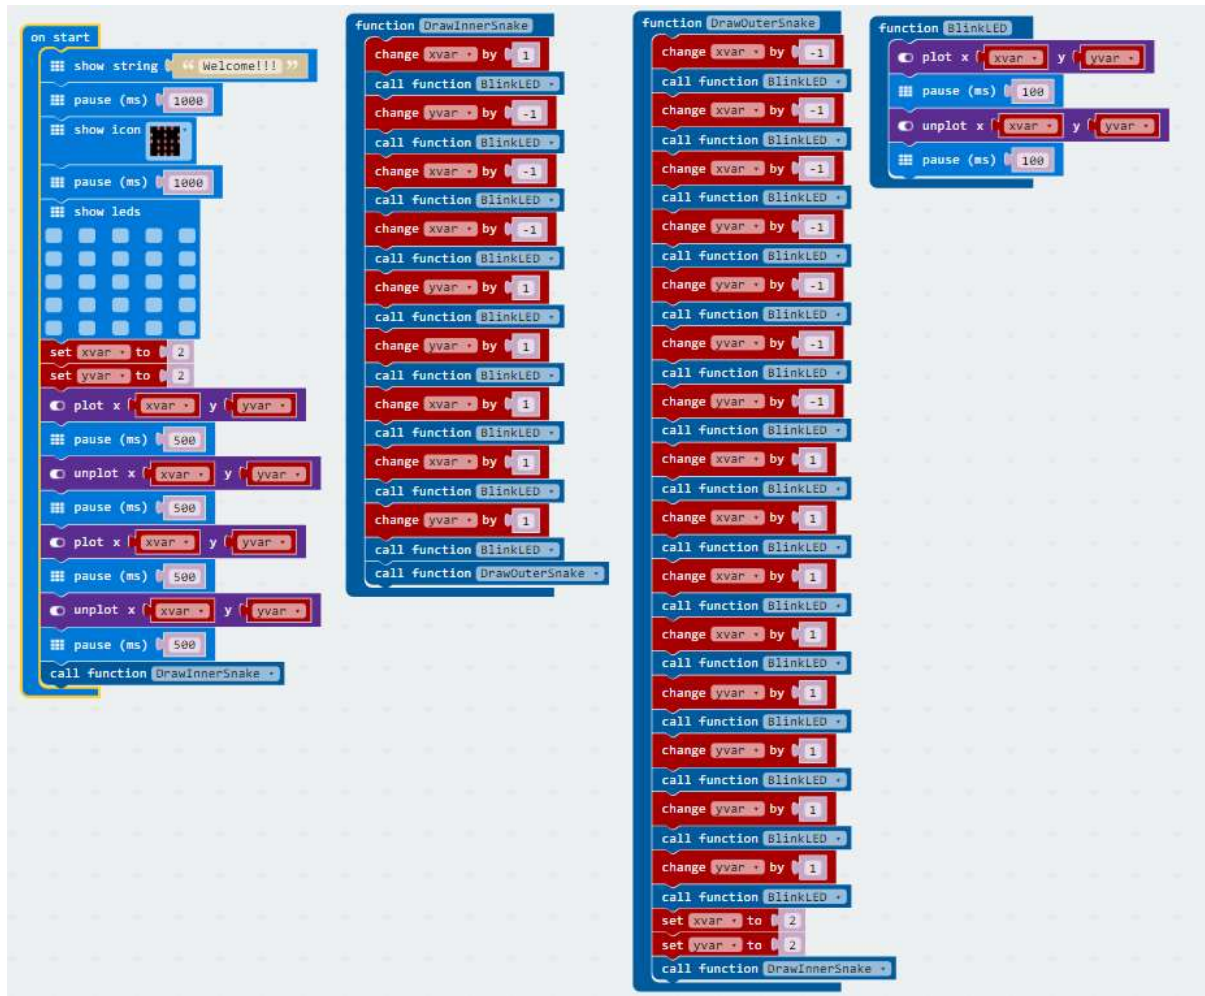 on start
show string “ Welcome!!! ”
pause (ms) 1000
show icon
pause (ms) 1000
show leds
set xvar to 2
set yvar to 2
plot x xvar y yvar
pause (ms) 500
unplot x xvar y yvar
pause (ms) 500
plot x xvar y yvar
pause (ms) 500
unplot x xvar y yvar
pause (ms) 500
call function DrawInnerSnake
function DrawInnerSnake
change xvar by 1
call function BlinkLED
change yvar by -1
call function BlinkLED
change xvar by -1
call function BlinkLED
change xvar by -1
call function BlinkLED
change yvar by 1
call function BlinkLED
change yvar by 1
call function BlinkLED
change xvar by 1
call function BlinkLED
change xvar by 1
call function BlinkLED
change yvar by 1
call function BlinkLED
call function DrawOuterSnake
function DrawOuterSnake
change xvar by -1
call function BlinkLED
change xvar by -1
call function BlinkLED
change xvar by -1
call function BlinkLED
change yvar by -1
call function BlinkLED
change yvar by -1
call function BlinkLED
change yvar by -1
call function BlinkLED
change yvar by -1
call function BlinkLED
change xvar by 1
call function BlinkLED
change xvar by 1
call function BlinkLED
change xvar by 1
call function BlinkLED
change xvar by 1
call function BlinkLED
change yvar by 1
call function BlinkLED
change yvar by 1
call function BlinkLED
change yvar by 1
call function BlinkLED
change yvar by 1
call function BlinkLED
set xvar to 2
set yvar to 2
call function DrawInnerSnake
function BlinkLED
plot x xvar y yvar
pause (ms) 100
unplot x xvar y yvar
pause (ms) 100